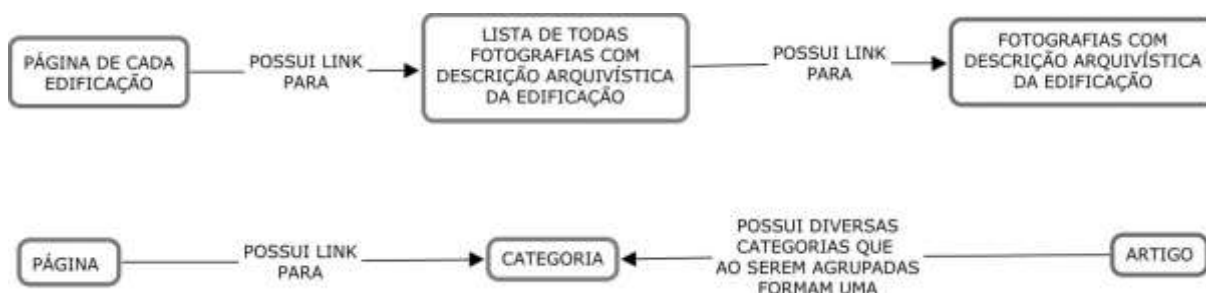 PÁGINA DE CADA
EDIFICAÇÃO
POSSUI LINK
PARA
LISTA DE TODAS
FOTOGRAFIAS COM
DESCRIÇÃO ARQUIVÍSTICA
DA EDIFICAÇÃO
POSSUI LINK
PARA
FOTOGRAFIAS COM
DESCRIÇÃO ARQUIVÍSTICA
DA EDIFICAÇÃO
PÁGINA
POSSUI LINK
PARA
CATEGORIA
POSSUI DIVERSAS
CATEGORIAS QUE
AO SEREM AGRUPADAS
FORMAM UMA
ARTIGO